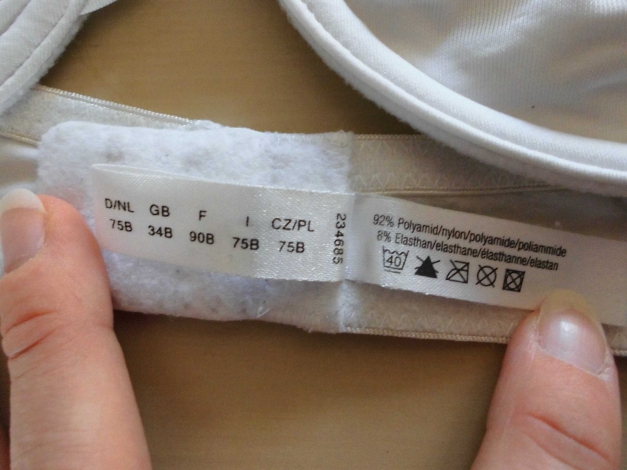 D/NL GB F I CZ/PL
75B 34B 90B 75B 75B
234685
92% Polyamid/nylon/polyamide/poliammide
8% Elasthan/elasthane/élasthanne/elastan
40